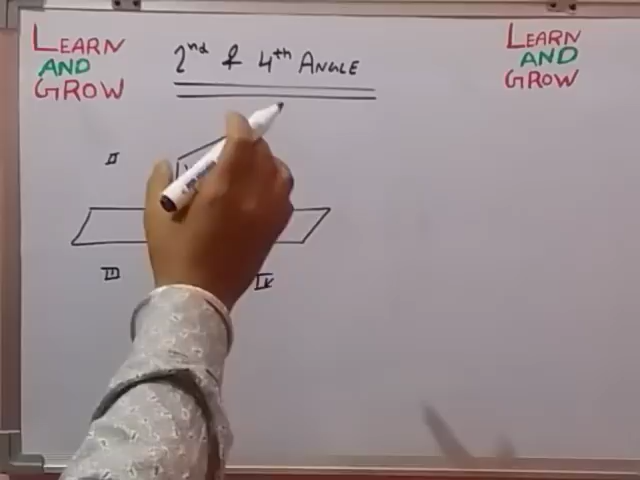 LEARN
AND
GROW
2nd & 4th ANGLE
LEARN
AND
GROW
II
III
IV